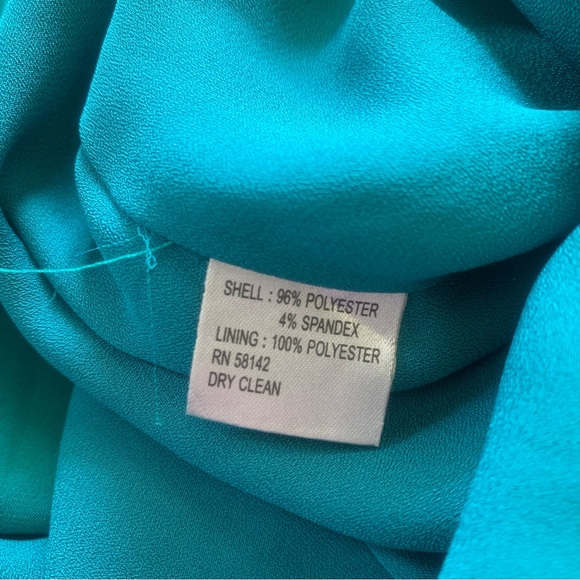 SHELL : 96% POLYESTER
4% SPANDEX
LINING : 100% POLYESTER
RN 58142
DRY CLEAN